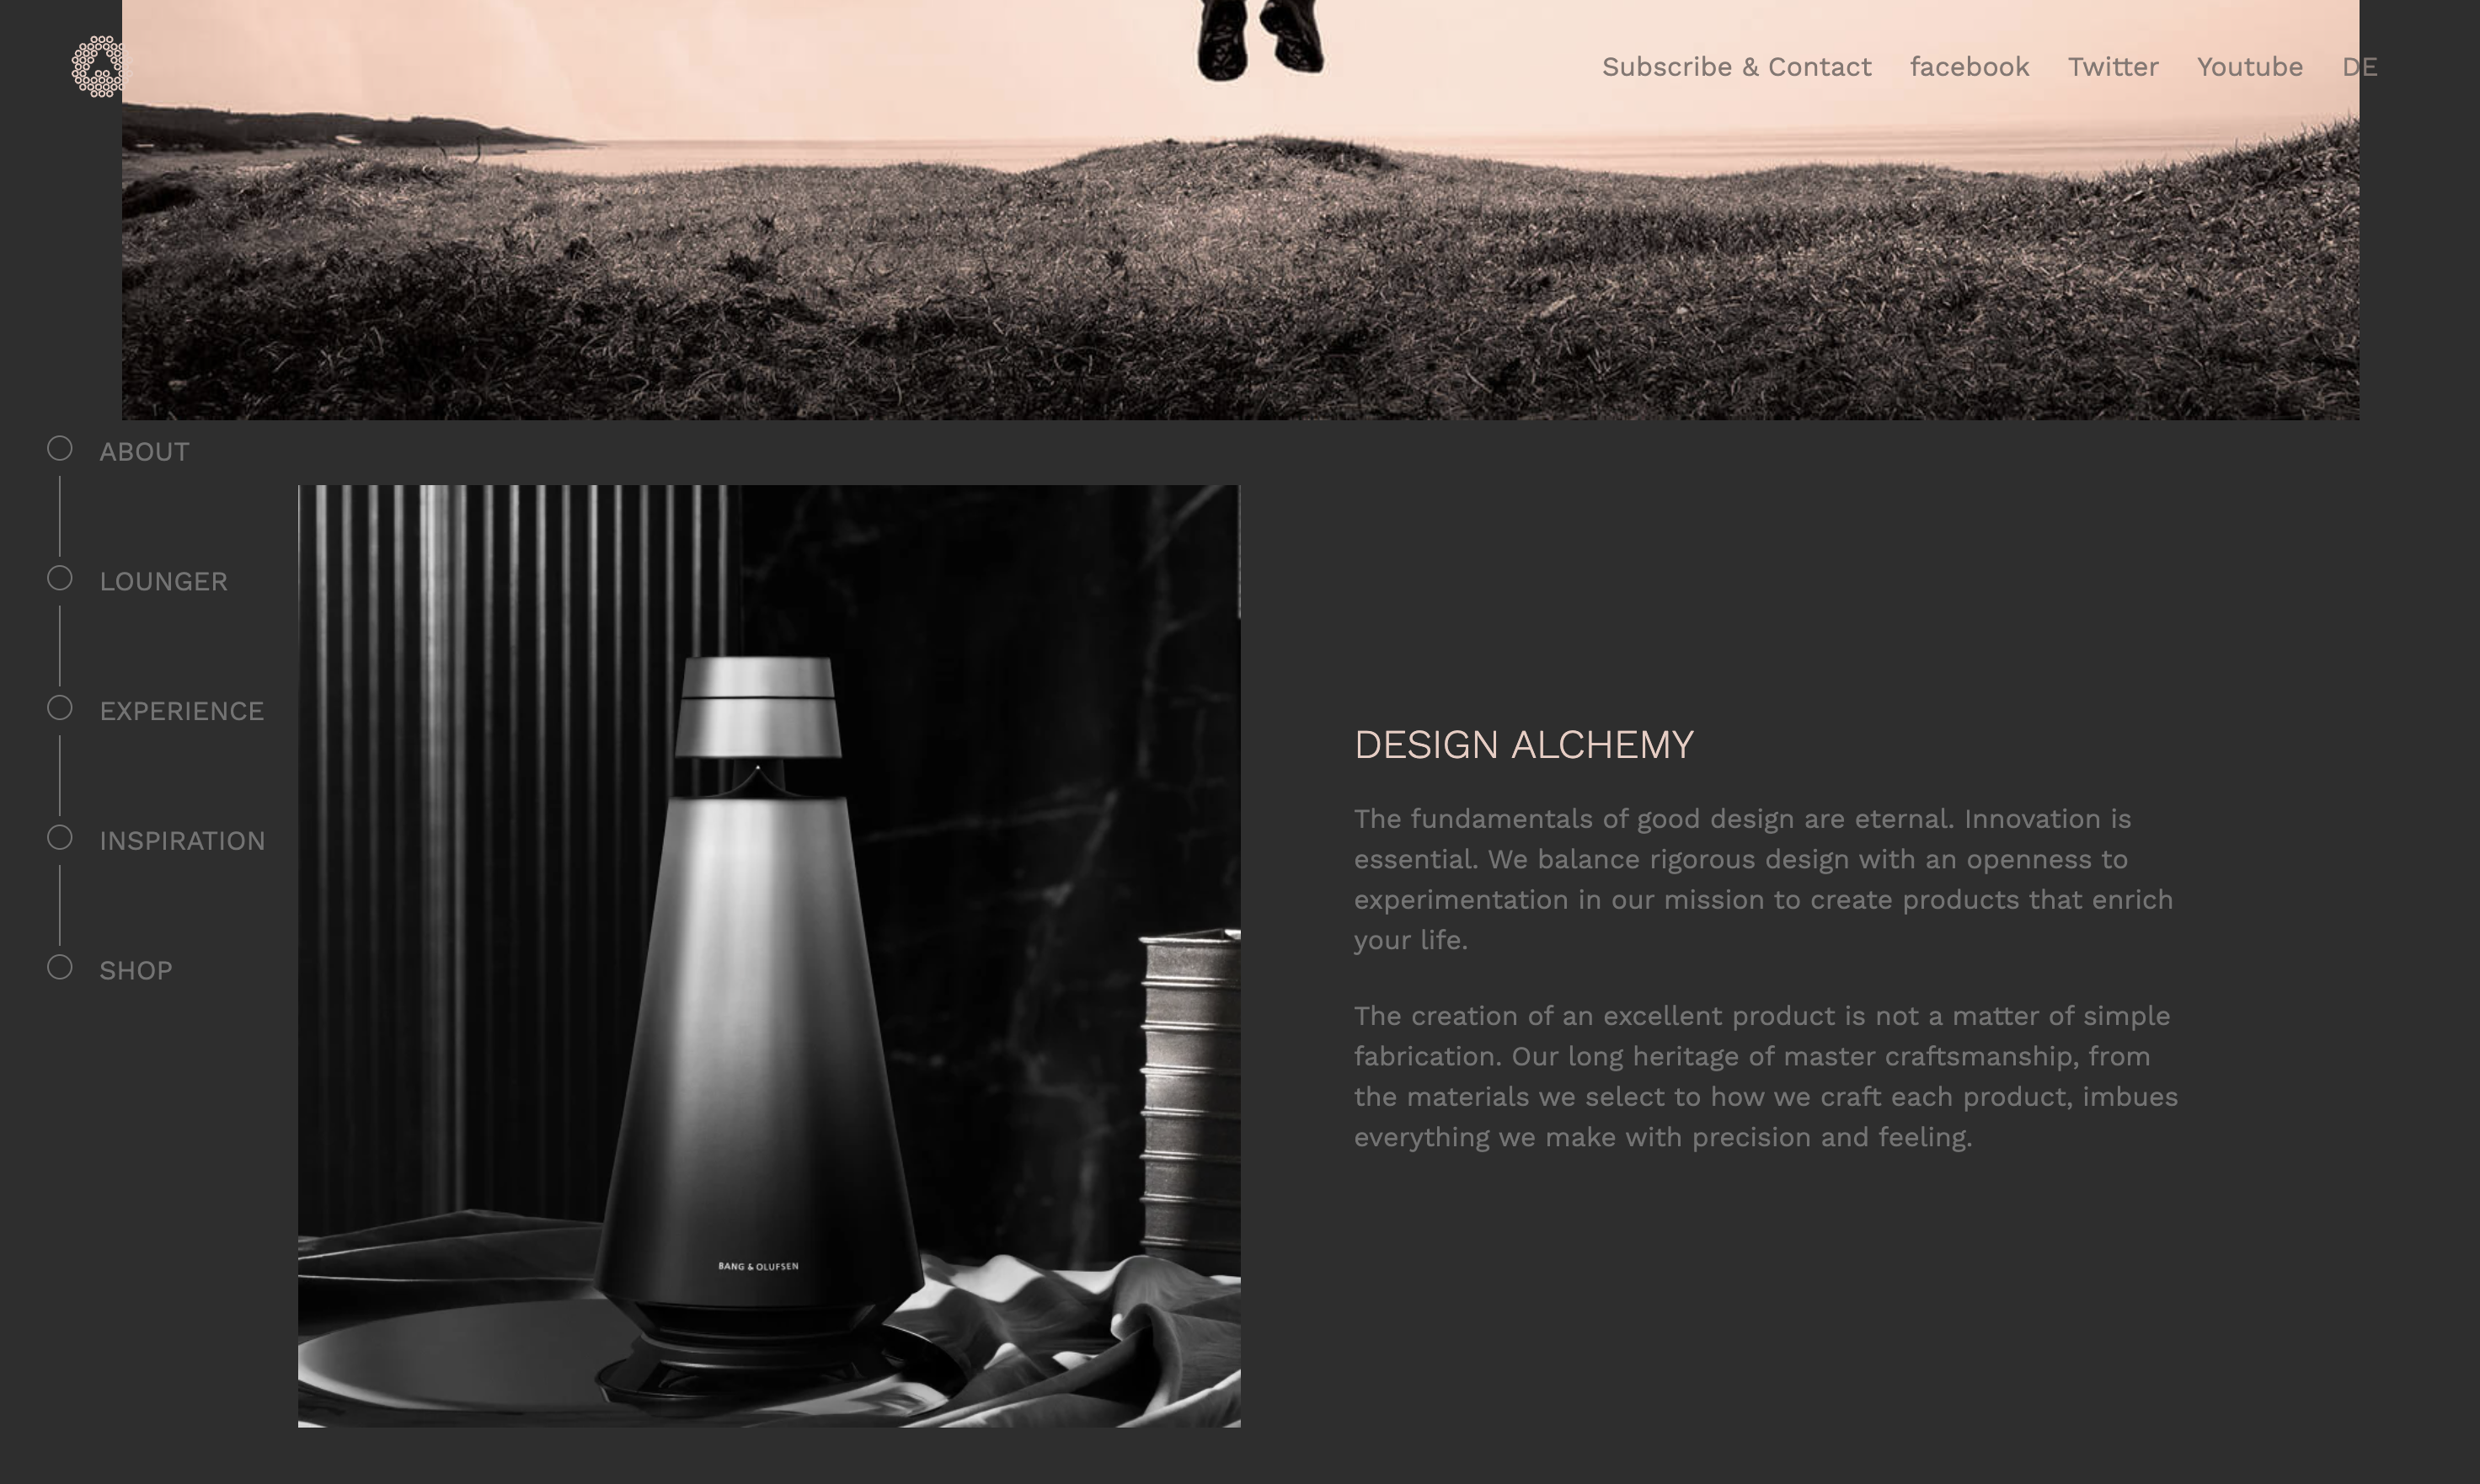 Subscribe & Contact facebook Twitter Youtube DE
ABOUT
LOUNGER
EXPERIENCE
INSPIRATION
SHOP
BANG & OLUFSEN
DESIGN ALCHEMY
The fundamentals of good design are eternal. Innovation is
essential. We balance rigorous design with an openness to
experimentation in our mission to create products that enrich
your life.
The creation of an excellent product is not a matter of simple
fabrication. Our long heritage of master craftsmanship, from
the materials we select to how we craft each product, imbues
everything we make with precision and feeling.